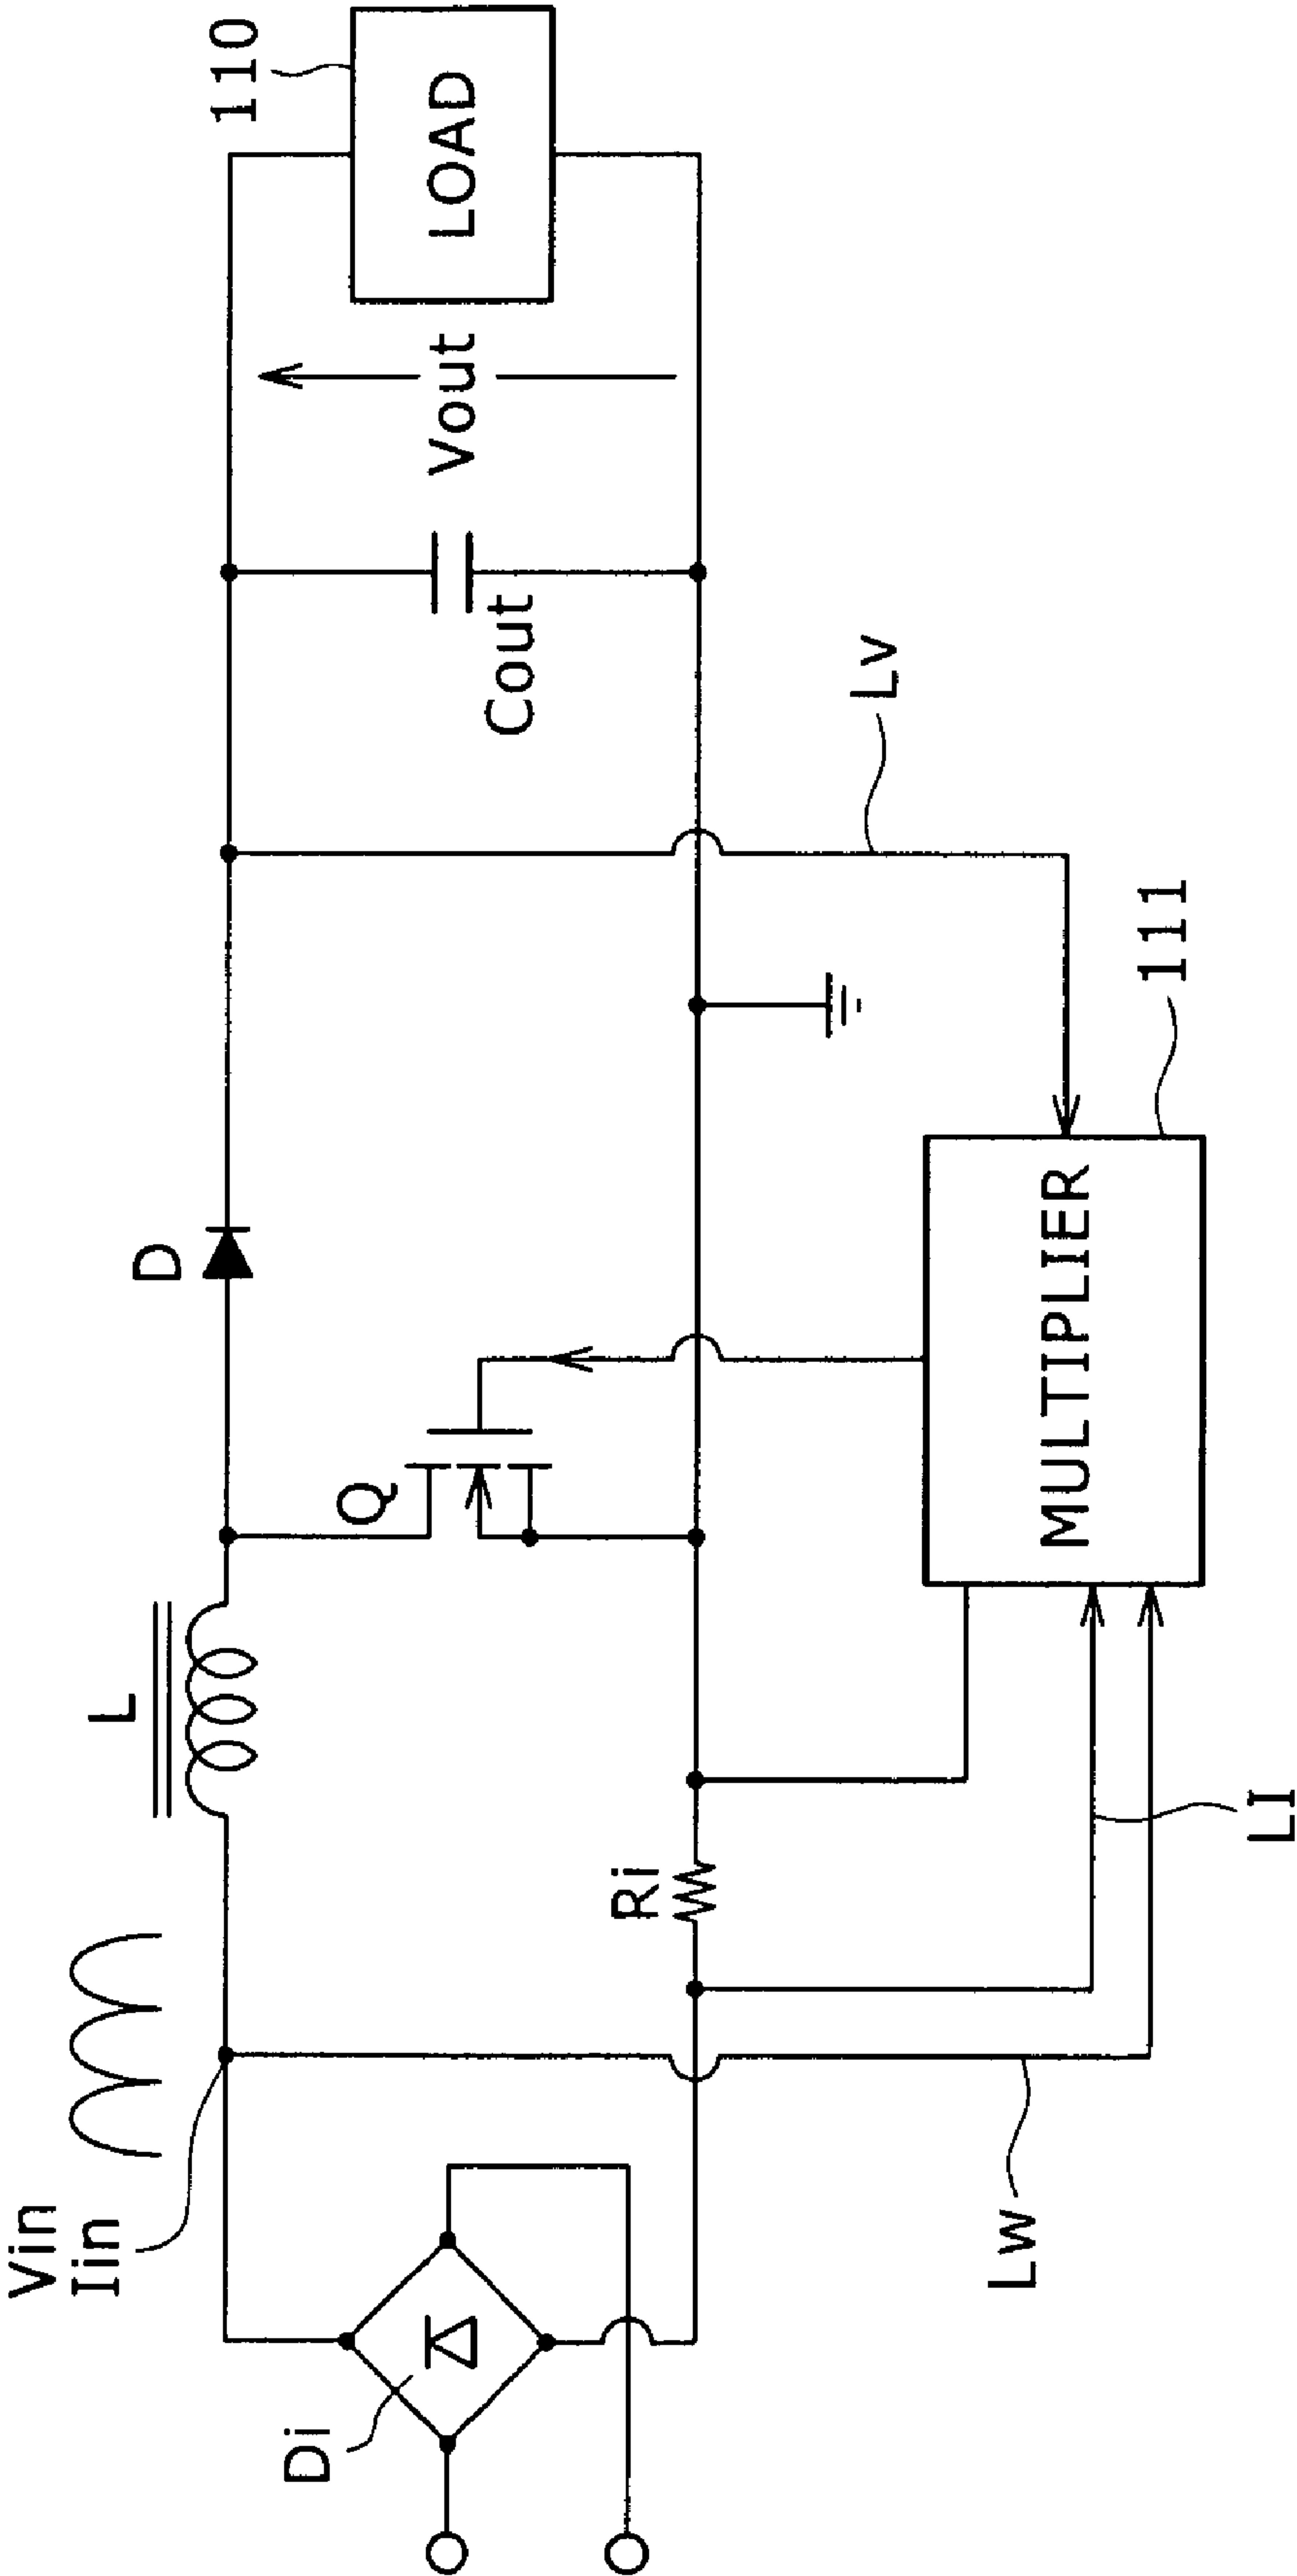 Vin
Iin
L
D
110
LOAD
Di
Q
Vout
Cout
Ri
Lv
Lw
MULTIPLIER
111
LI